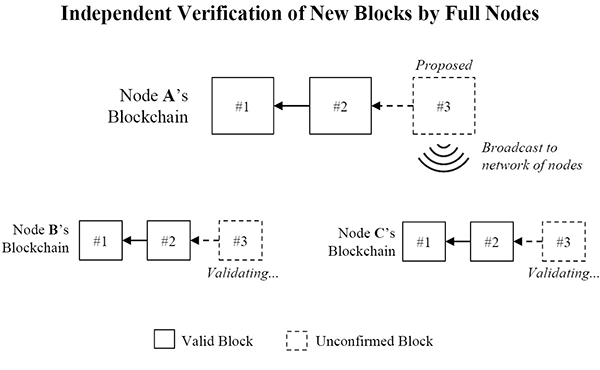 Independent Verification of New Blocks by Full Nodes
Proposed
Node A's
Blockchain
#1
#2
#3
Broadcast to
network of nodes
Node B's
Blockchain
#1
#2
#3
Validating...
Node C's
Blockchain
#1
#2
#3
Validating...
Valid Block
Unconfirmed Block